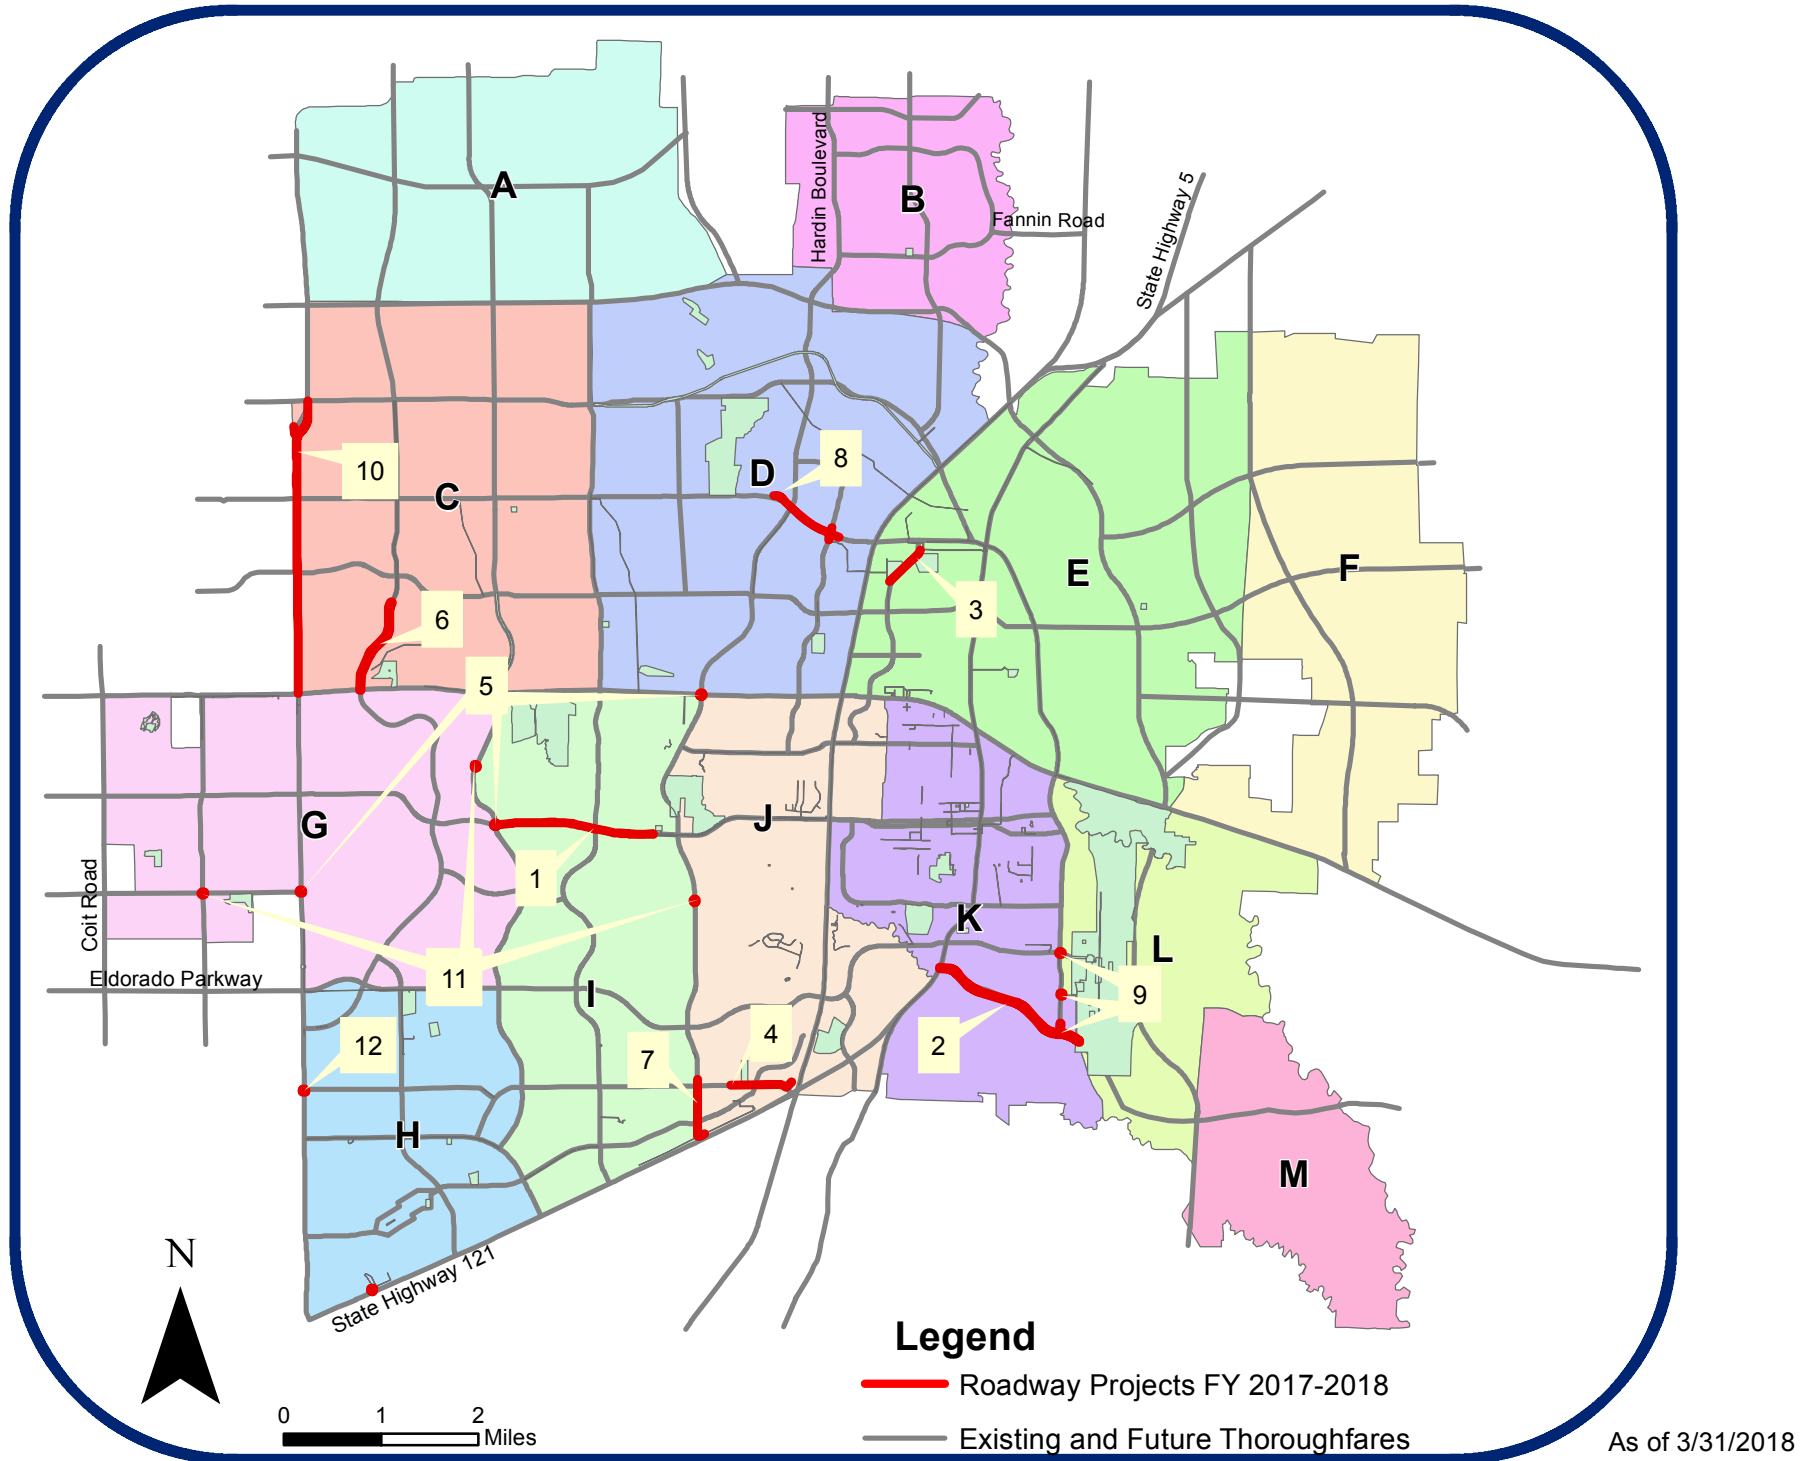 A
B
Hardin Boulevard
Fannin Road
State Highway 5
10
C
D
8
E
F
3
6
5
G
J
1
Coit Road
K
L
11
Eldorado Parkway
I
9
12
7
4
2
H
M
N
State Highway 121
Legend
Roadway Projects FY 2017-2018
0 1 2
Miles
Existing and Future Thoroughfares
As of 3/31/2018